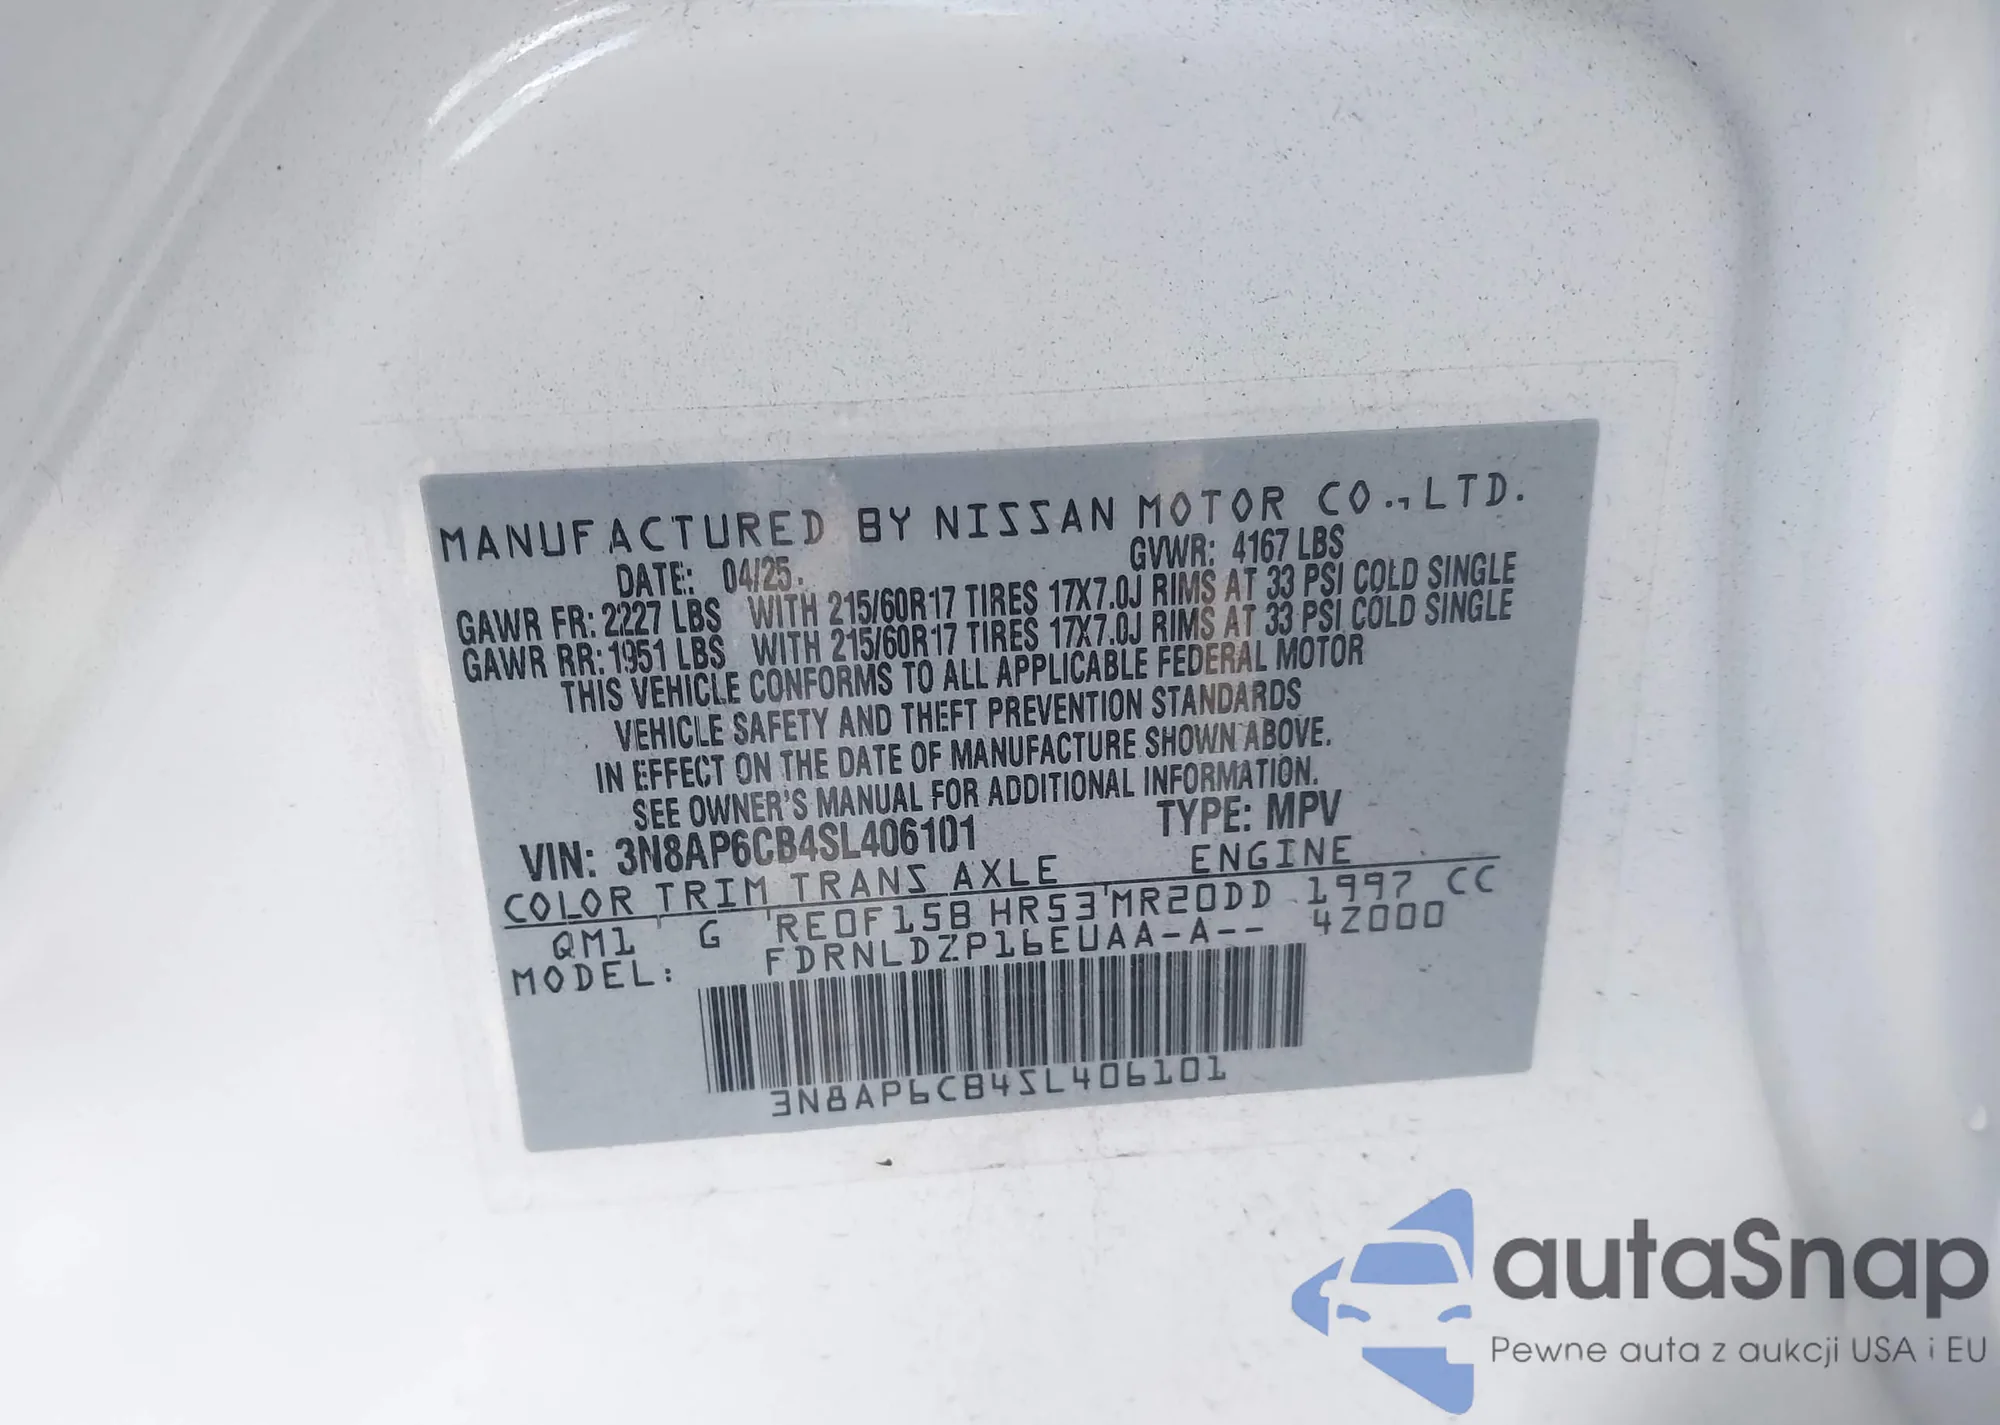 MANUFACTURED BY NISSAN MOTOR CO.,LTD.
DATE: 04/25. GVWR: 4167 LBS
GAWR FR: 2227 LBS WITH 215/60R17 TIRES 17X7.0J RIMS AT 33 PSI COLD SINGLE
GAWR RR: 1951 LBS WITH 215/60R17 TIRES 17X7.0J RIMS AT 33 PSI COLD SINGLE
THIS VEHICLE CONFORMS TO ALL APPLICABLE FEDERAL MOTOR
VEHICLE SAFETY AND THEFT PREVENTION STANDARDS
IN EFFECT ON THE DATE OF MANUFACTURE SHOWN ABOVE.
SEE OWNER'S MANUAL FOR ADDITIONAL INFORMATION.
VIN: 3N8AP6CB4SL406101 TYPE: MPV
COLOR TRIM TRANS AXLE ENGINE
QM1 G RE0F15B HR53 MR20DD 1997 CC
MODEL: FDRNLDZP16EUAA-A-- 4Z000
3N8AP6CB4SL406101
autaSnap
Pewne auta z aukcji USA i EU